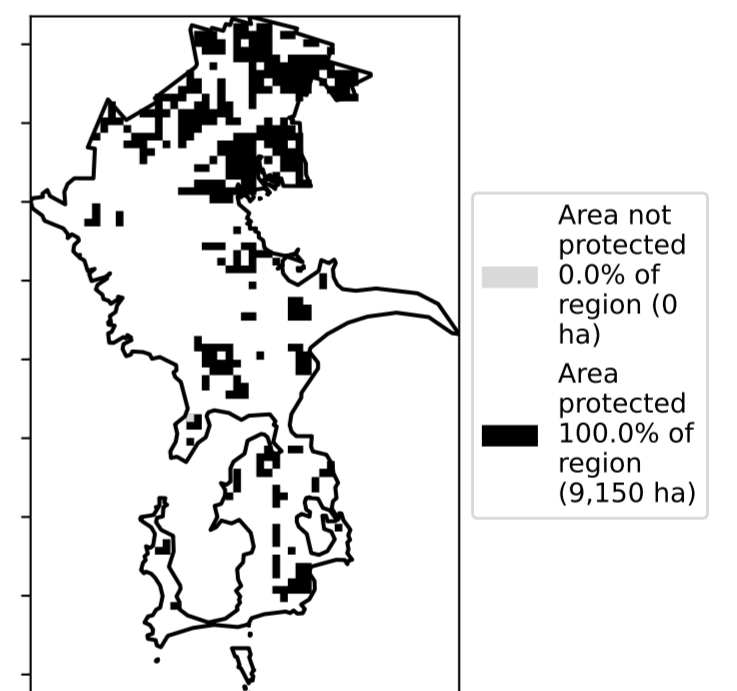 Area not
protected
0.0% of
region (0
ha)
Area
protected
100.0% of
region
(9,150 ha)